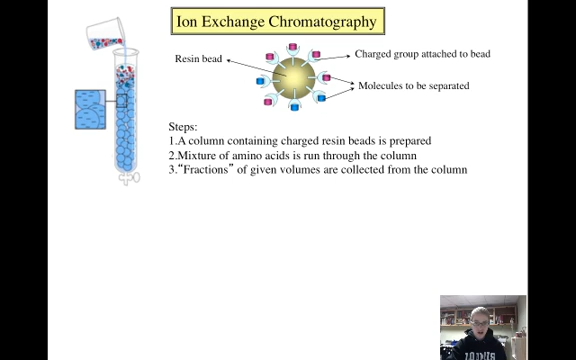 Ion Exchange Chromatography
Resin bead
Charged group attached to bead
Molecules to be separated
Steps:
1.A column containing charged resin beads is prepared
2.Mixture of amino acids is run through the column
3.“Fractions” of given volumes are collected from the column